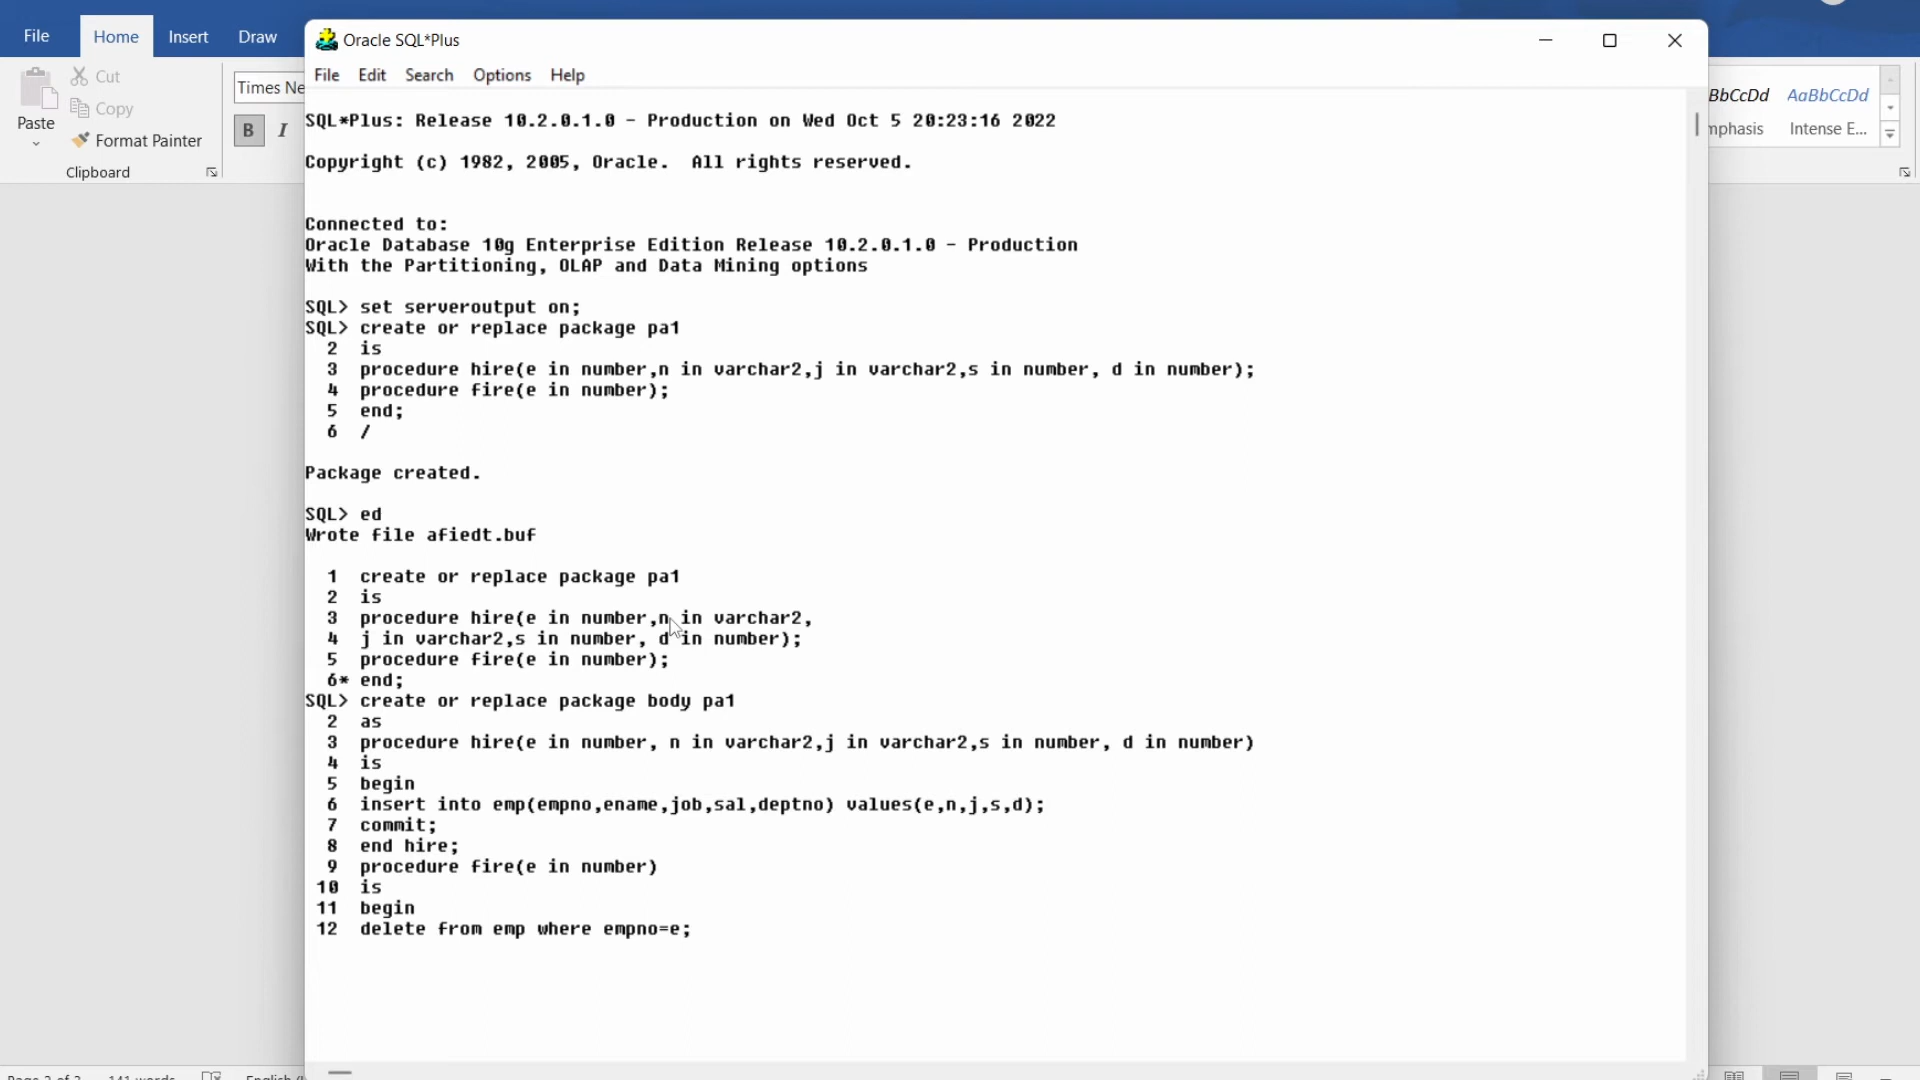 File Home Insert Draw
Cut
Copy
Format Painter
Paste
Clipboard
Times Ne
B I
BbCcDd AaBbCcDd
mphasis Intense E...
Oracle SQL*Plus
File Edit Search Options Help
SQL*Plus: Release 10.2.0.1.0 - Production on Wed Oct 5 20:23:16 2022
Copyright (c) 1982, 2005, Oracle.  All rights reserved.
Connected to:
Oracle Database 10g Enterprise Edition Release 10.2.0.1.0 - Production
With the Partitioning, OLAP and Data Mining options
SQL> set serveroutput on;
SQL> create or replace package pa1
2 is
3 procedure hire(e in number,n in varchar2,j in varchar2,s in number, d in number);
4 procedure fire(e in number);
5 end;
6 /
Package created.
SQL> ed
Wrote file afiedt.buf
1 create or replace package pa1
2 is
3 procedure hire(e in number,n in varchar2,
4 j in varchar2,s in number, d in number);
5 procedure fire(e in number);
6* end;
SQL> create or replace package body pa1
2 as
3 procedure hire(e in number, n in varchar2,j in varchar2,s in number, d in number)
4 is
5 begin
6 insert into emp(empno,ename,job,sal,deptno) values(e,n,j,s,d);
7 commit;
8 end hire;
9 procedure fire(e in number)
10 is
11 begin
12 delete from emp where empno=e;
Page 2 of 3 141 words English (I